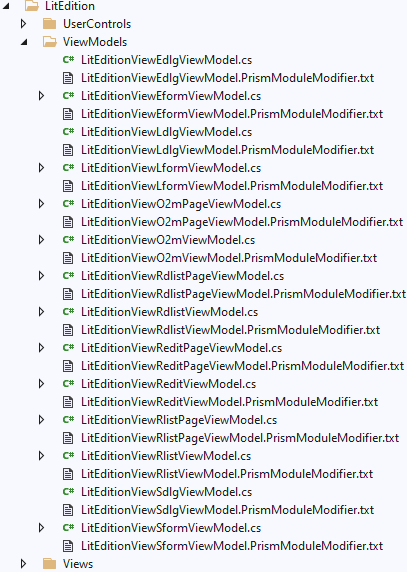 LitEdition
UserControls
ViewModels
C# LitEditionViewEdlgViewModel.cs
LitEditionViewEdlgViewModel.PrismModuleModifier.txt
C# LitEditionViewEformViewModel.cs
LitEditionViewEformViewModel.PrismModuleModifier.txt
C# LitEditionViewLdlgViewModel.cs
LitEditionViewLdlgViewModel.PrismModuleModifier.txt
C# LitEditionViewLformViewModel.cs
LitEditionViewLformViewModel.PrismModuleModifier.txt
C# LitEditionViewO2mPageViewModel.cs
LitEditionViewO2mPageViewModel.PrismModuleModifier.txt
C# LitEditionViewO2mViewModel.cs
LitEditionViewO2mViewModel.PrismModuleModifier.txt
C# LitEditionViewRdlistPageViewModel.cs
LitEditionViewRdlistPageViewModel.PrismModuleModifier.txt
C# LitEditionViewRdlistViewModel.cs
LitEditionViewRdlistViewModel.PrismModuleModifier.txt
C# LitEditionViewReditPageViewModel.cs
LitEditionViewReditPageViewModel.PrismModuleModifier.txt
C# LitEditionViewReditViewModel.cs
LitEditionViewReditViewModel.PrismModuleModifier.txt
C# LitEditionViewRlistPageViewModel.cs
LitEditionViewRlistPageViewModel.PrismModuleModifier.txt
C# LitEditionViewRlistViewModel.cs
LitEditionViewRlistViewModel.PrismModuleModifier.txt
C# LitEditionViewSdlgViewModel.cs
LitEditionViewSdlgViewModel.PrismModuleModifier.txt
C# LitEditionViewSformViewModel.cs
LitEditionViewSformViewModel.PrismModuleModifier.txt
Views